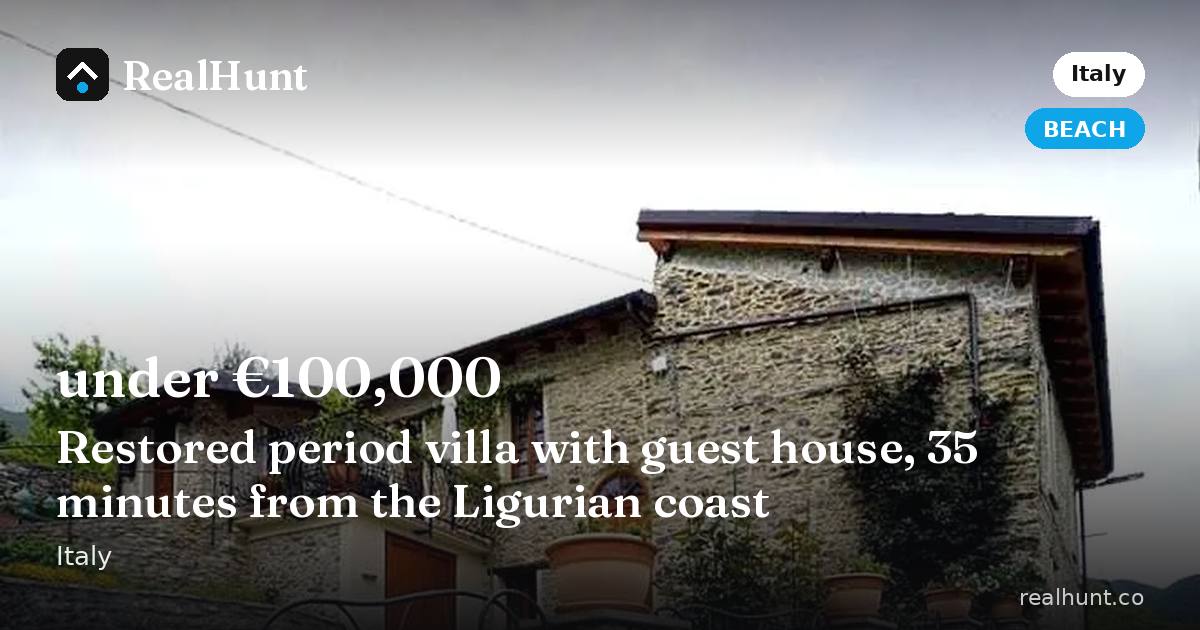 RealHunt
Italy
BEACH
under €100,000
Restored period villa with guest house, 35
minutes from the Ligurian coast
Italy
realhunt.co